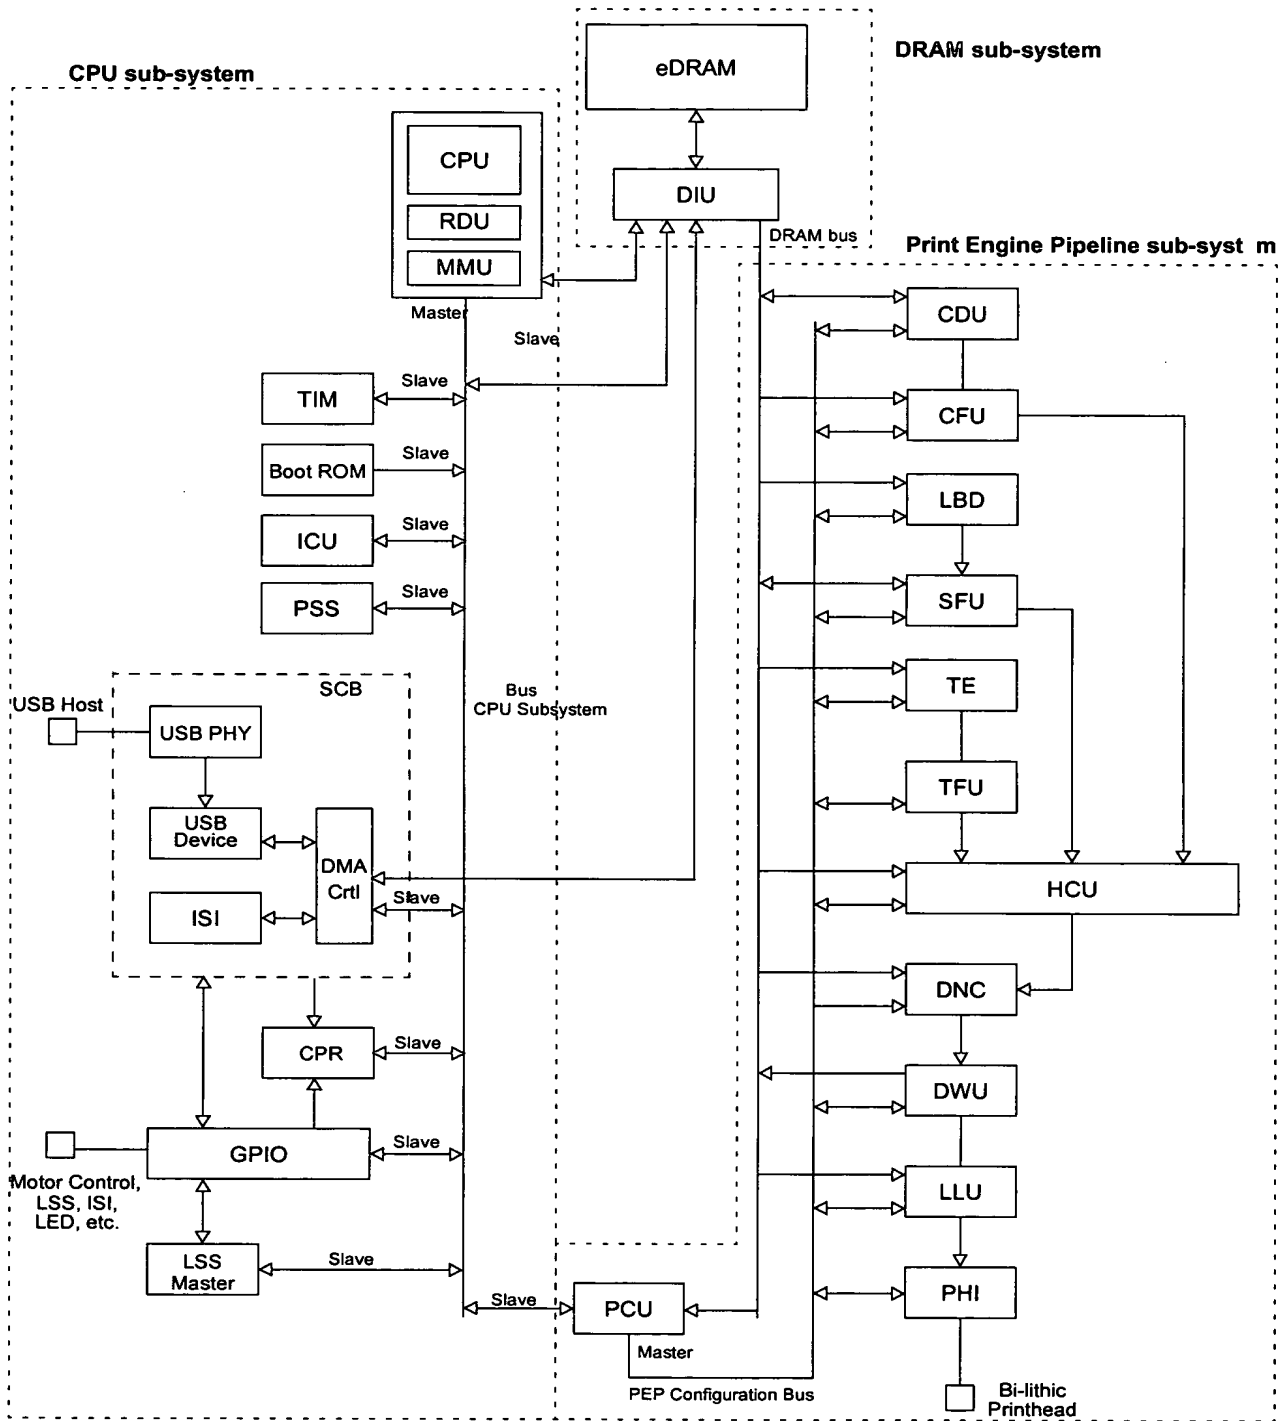 DRAM sub-system
CPU sub-system
eDRAM
CPU
RDU
MMU
DIU
DRAM bus
Print Engine Pipeline sub-syst m
Master
Slave
CDU
TIM
Slave
CFU
Boot ROM
Slave
LBD
ICU
Slave
PSS
Slave
SFU
TE
SCB
Bus
CPU Subsystem
USB Host
USB PHY
TFU
USB
Device
DMA
Crtl
Slave
HCU
ISI
DNC
CPR
Slave
DWU
GPIO
Slave
Motor Control,
LSS, ISI,
LED, etc.
LLU
LSS
Master
Slave
PHI
Slave
PCU
Master
PEP Configuration Bus
Bi-lithic
Printhead